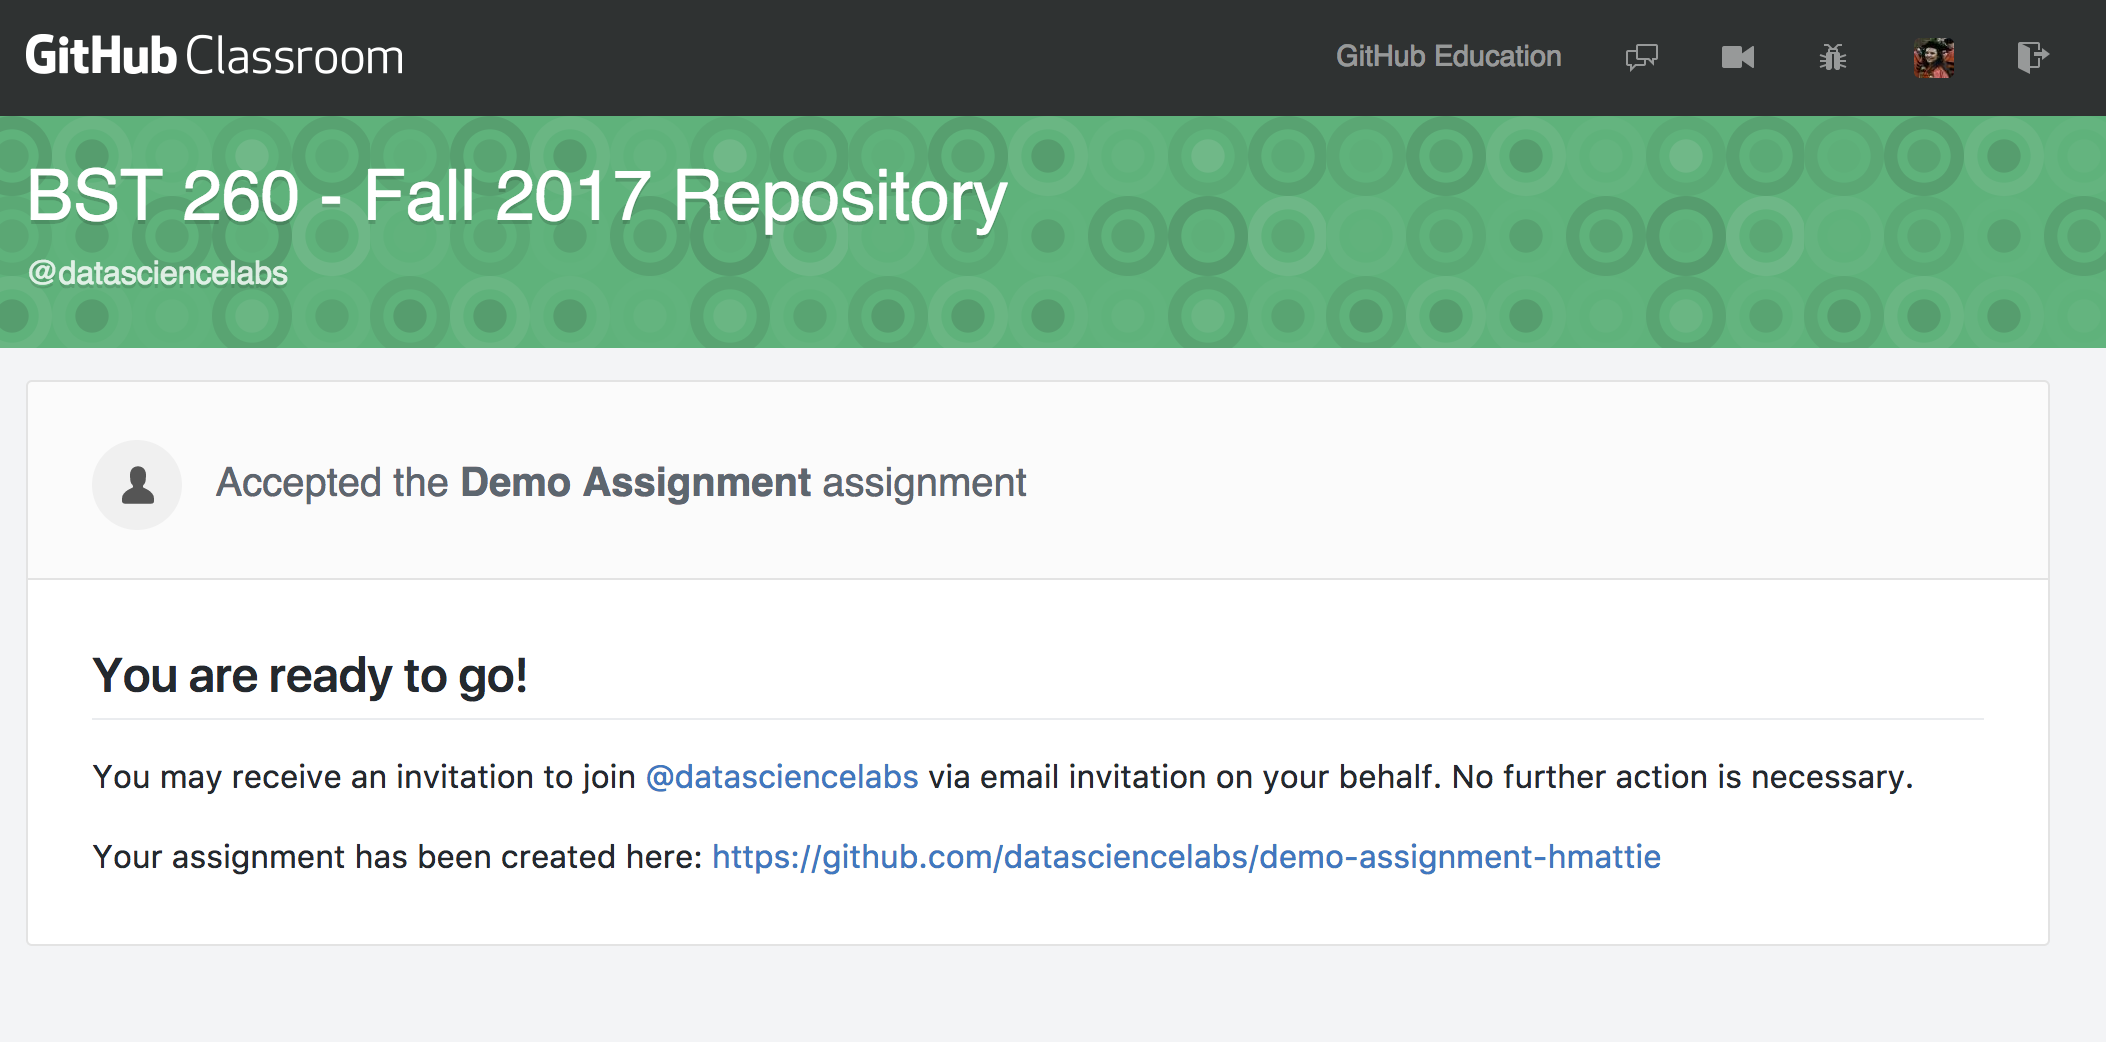 GitHub Classroom
GitHub Education
BST 260 - Fall 2017 Repository
@datasciencelabs
Accepted the Demo Assignment assignment
You are ready to go!
You may receive an invitation to join @datasciencelabs via email invitation on your behalf. No further action is necessary.
Your assignment has been created here: https://github.com/datasciencelabs/demo-assignment-hmattie